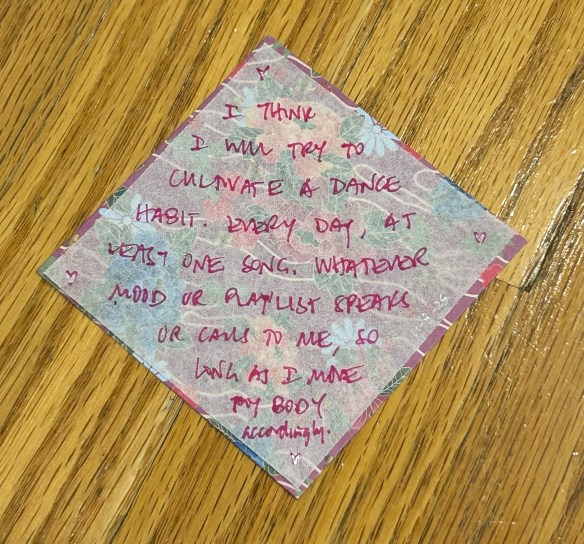 I THINK
I WILL TRY TO
CULTIVATE A DANCE
HABIT. EVERY DAY, AT
LEAST ONE SONG. WHATEVER
MOOD OR PLAYLIST SPEAKS
OR CALLS TO ME, SO
LONG AS I MOVE
MY BODY
accordingly.